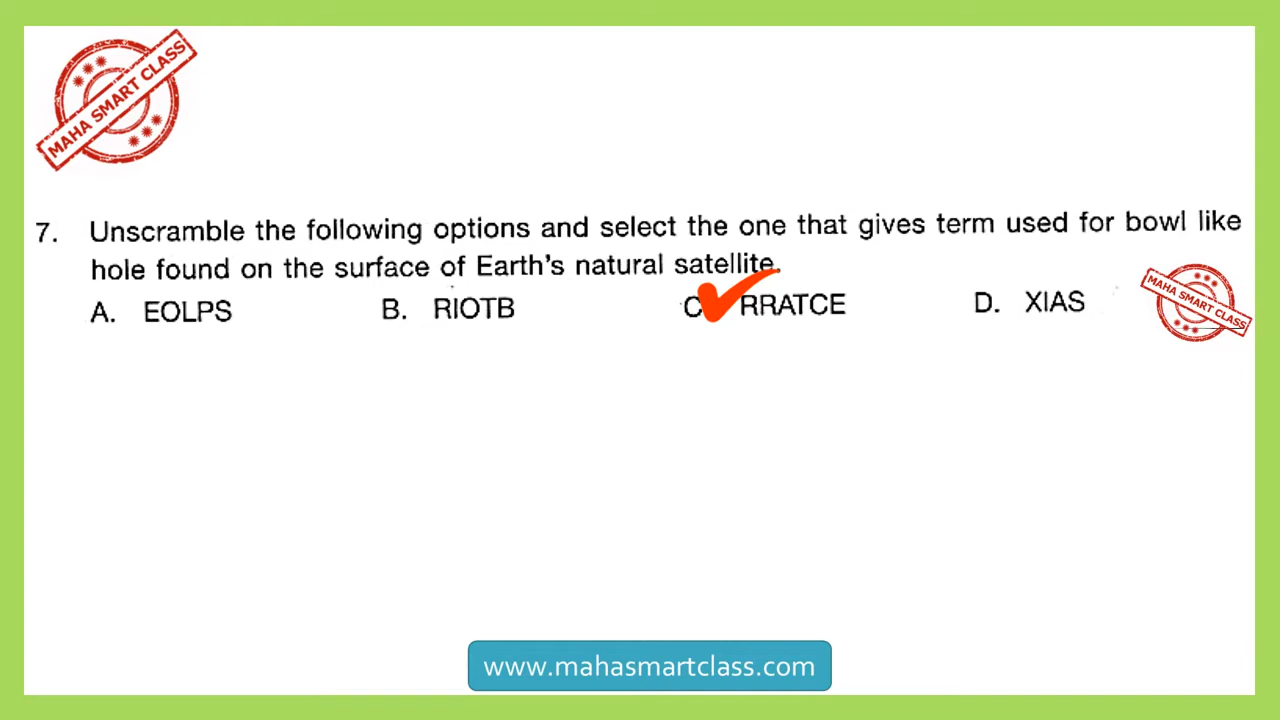 MAHA SMART CLASS
7. Unscramble the following options and select the one that gives term used for bowl like
hole found on the surface of Earth's natural satellite.
A. EOLPS B. RIOTB C RRATCE D. XIAS
MAHA SMART CLASS
www.mahasmartclass.com